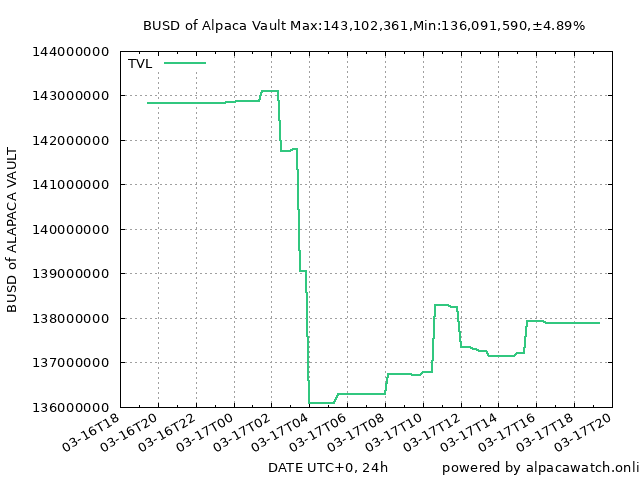 BUSD of Alpaca Vault Max:143,102,361,Min:136,091,590,±4.89%
144000000
TVL
143000000
142000000
141000000
140000000
139000000
138000000
137000000
136000000
BUSD of ALAPACA VAULT
03-16T18
03-16T20
03-16T22
03-17T00
03-17T02
03-17T04
03-17T06
03-17T08
03-17T10
03-17T12
03-17T14
03-17T16
03-17T18
03-17T20
DATE UTC+0, 24h
powered by alpacawatch.onli